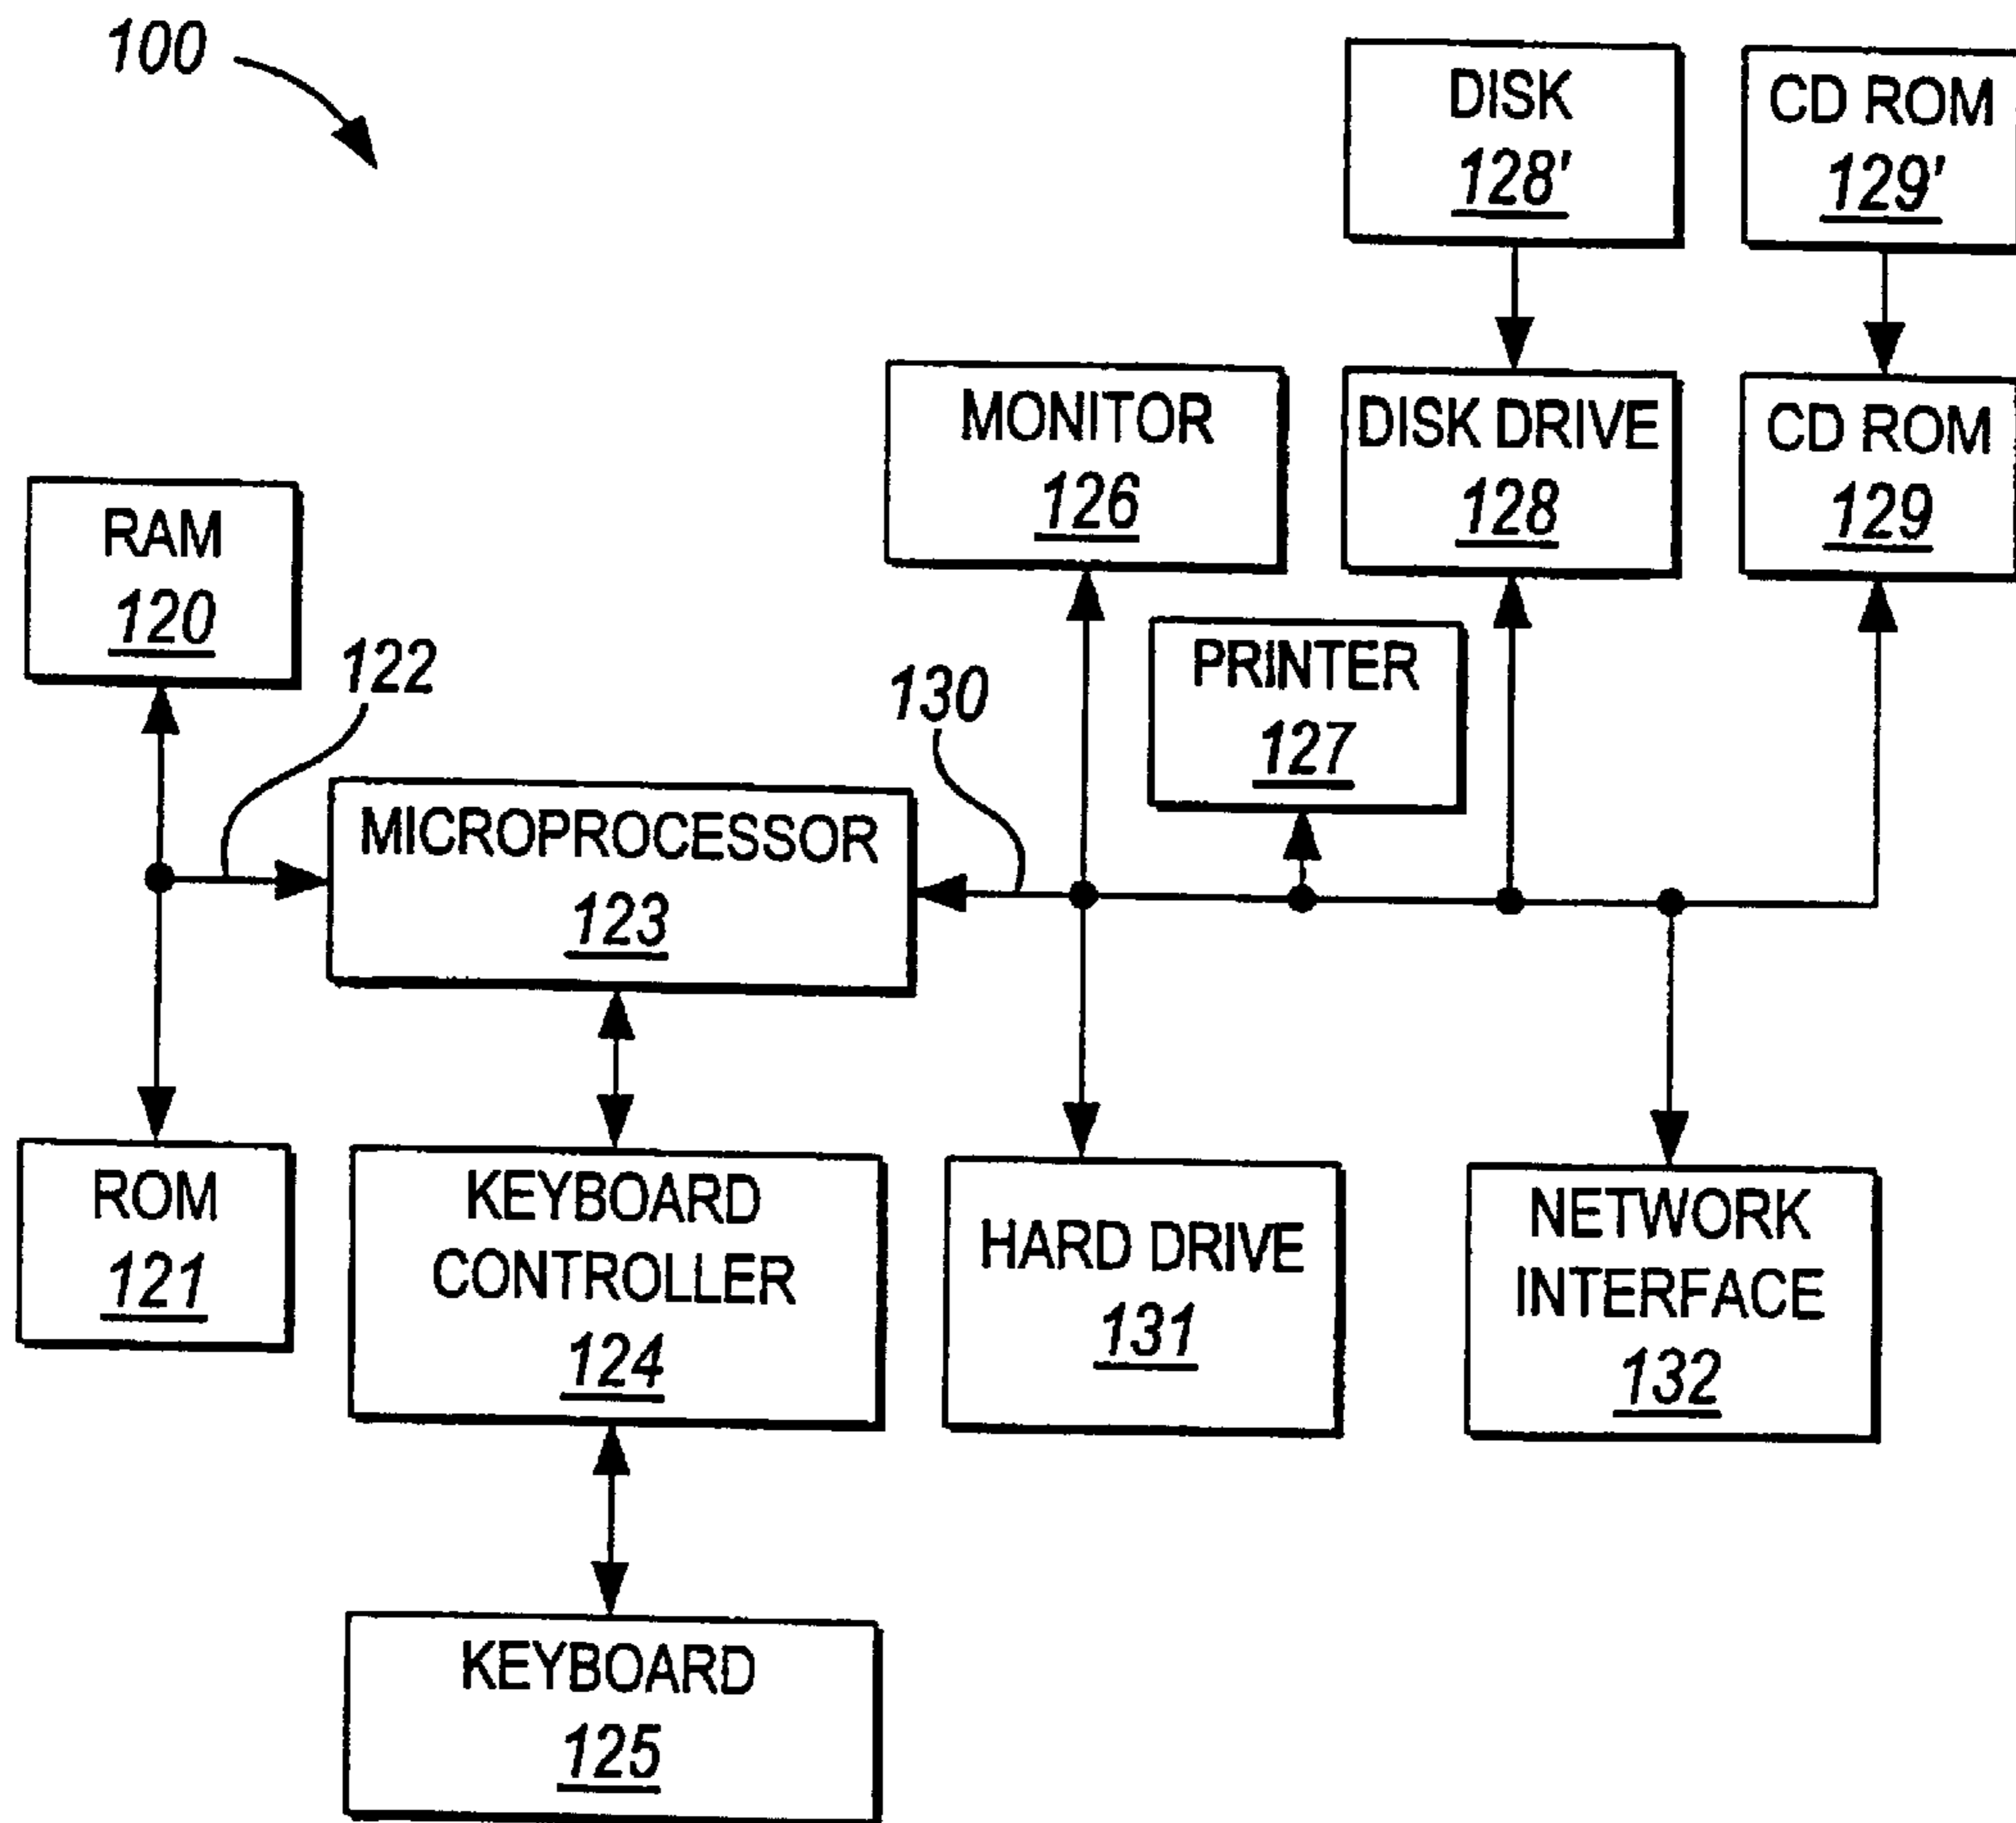 100
DISK
128'
CD ROM
129'
MONITOR
126
DISK DRIVE
128
CD ROM
129
RAM
120
122
130
PRINTER
127
MICROPROCESSOR
123
ROM
121
KEYBOARD
CONTROLLER
124
HARD DRIVE
131
NETWORK
INTERFACE
132
KEYBOARD
125